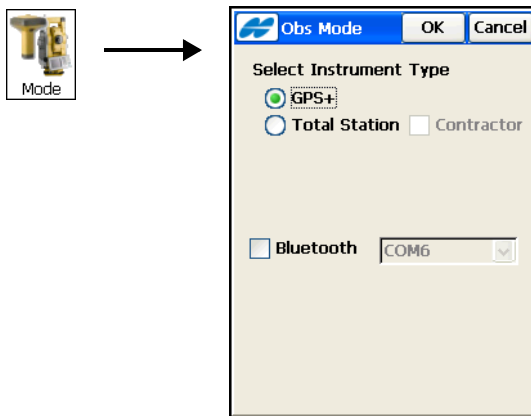 Mode
Obs Mode
OK
Cancel
Select Instrument Type
GPS+
Total Station
Contractor
Bluetooth
COM6